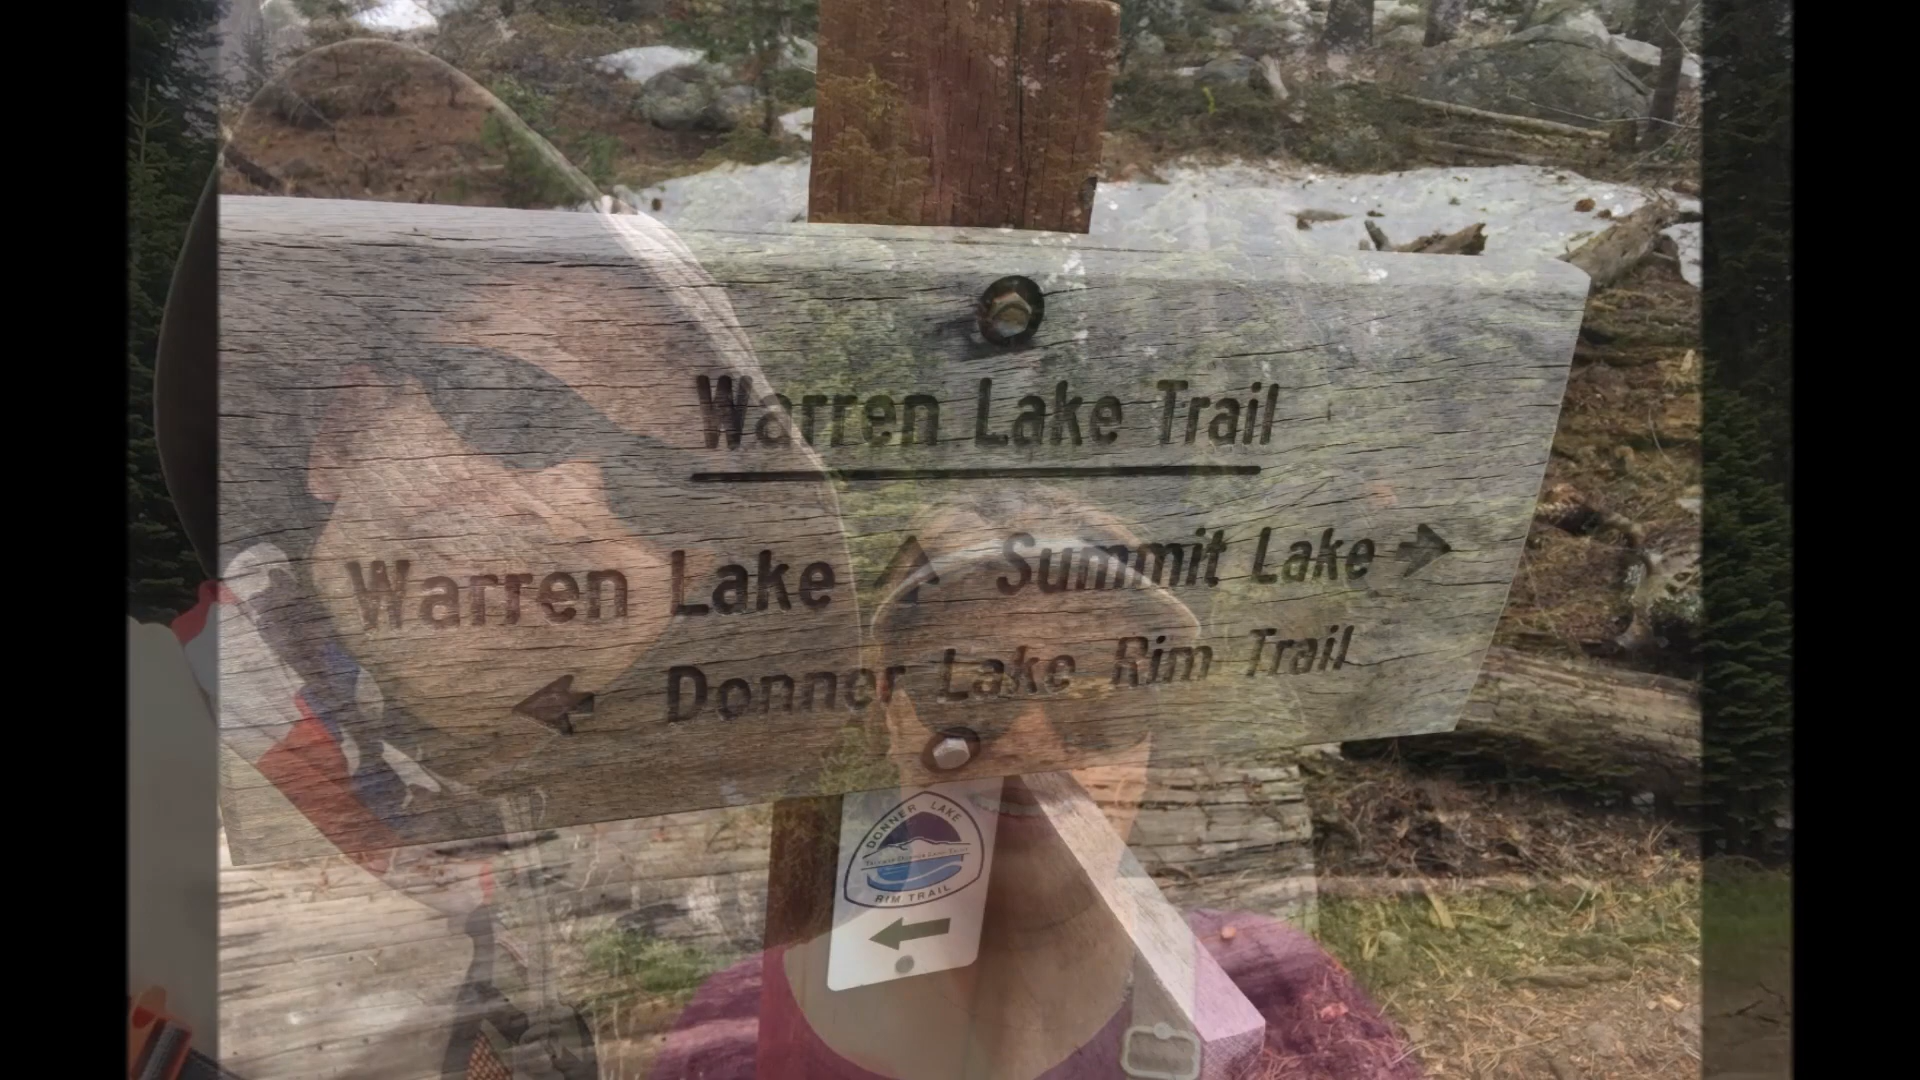 Warren Lake Trail
Warren Lake Summit Lake
Donner Lake Rim Trail
DONNER LAKE
RIM TRAIL